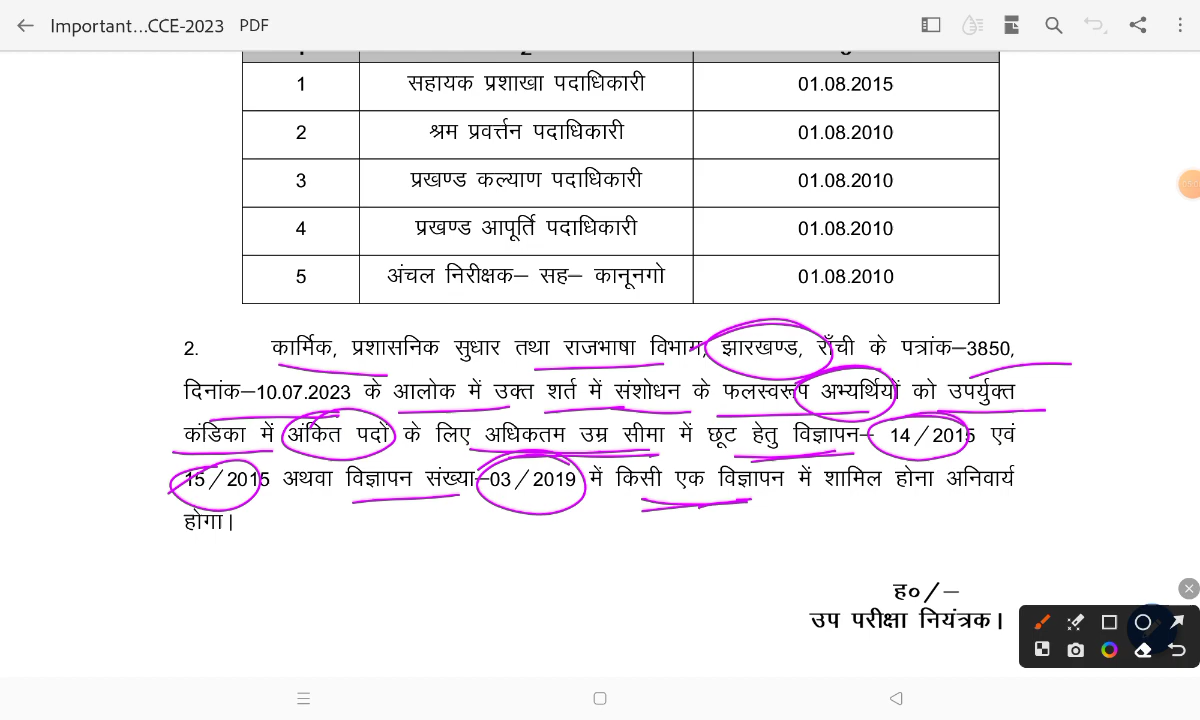 Important...CCE-2023 PDF
1 सहायक प्रशाखा पदाधिकारी 01.08.2015
2 श्रम प्रवर्त्तन पदाधिकारी 01.08.2010
3 प्रखण्ड कल्याण पदाधिकारी 01.08.2010
4 प्रखण्ड आपूर्ति पदाधिकारी 01.08.2010
5 अंचल निरीक्षक– सह– कानूनगो 01.08.2010
2. कार्मिक, प्रशासनिक सुधार तथा राजभाषा विभाग, झारखण्ड, राँची के पत्रांक–3850,
दिनांक–10.07.2023 के आलोक में उक्त शर्त में संशोधन के फलस्वरूप अभ्यर्थियों को उपर्युक्त
कंडिका में अंकित पदों के लिए अधिकतम उम्र सीमा में छूट हेतु विज्ञापन– 14/2015 एवं
15/2015 अथवा विज्ञापन संख्या–03/2019 में किसी एक विज्ञापन में शामिल होना अनिवार्य
होगा।
ह०/–
उप परीक्षा नियंत्रक।